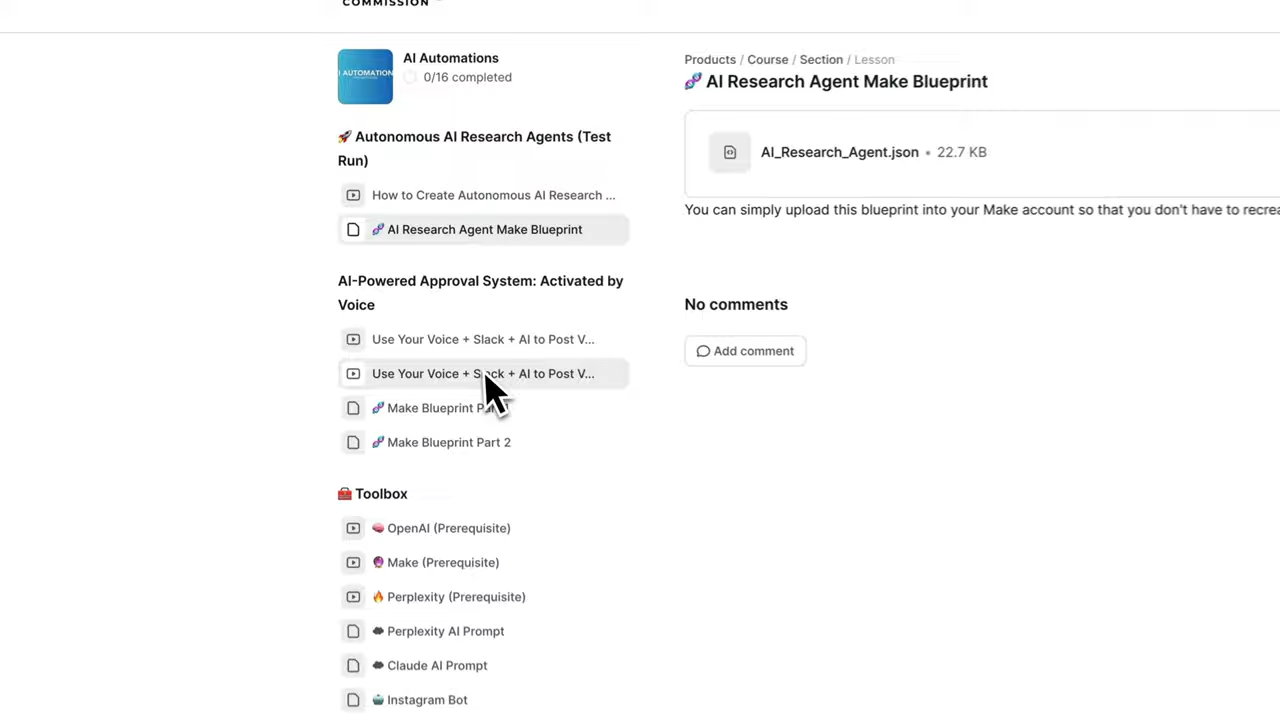 COMMISSION
AI AUTOMATION
AI Automations
0/16 completed
🚀 Autonomous AI Research Agents (Test
Run)
How to Create Autonomous AI Research ...
🧬 AI Research Agent Make Blueprint
AI-Powered Approval System: Activated by
Voice
Use Your Voice + Slack + AI to Post V...
Use Your Voice + Slack + AI to Post V...
🧬 Make Blueprint Part 1
🧬 Make Blueprint Part 2
🧰 Toolbox
🧠 OpenAI (Prerequisite)
🔮 Make (Prerequisite)
🔥 Perplexity (Prerequisite)
Perplexity AI Prompt
Claude AI Prompt
Instagram Bot
Products / Course / Section / Lesson
🧬 AI Research Agent Make Blueprint
AI_Research_Agent.json • 22.7 KB
You can simply upload this blueprint into your Make account so that you don't have to recrea
No comments
Add comment